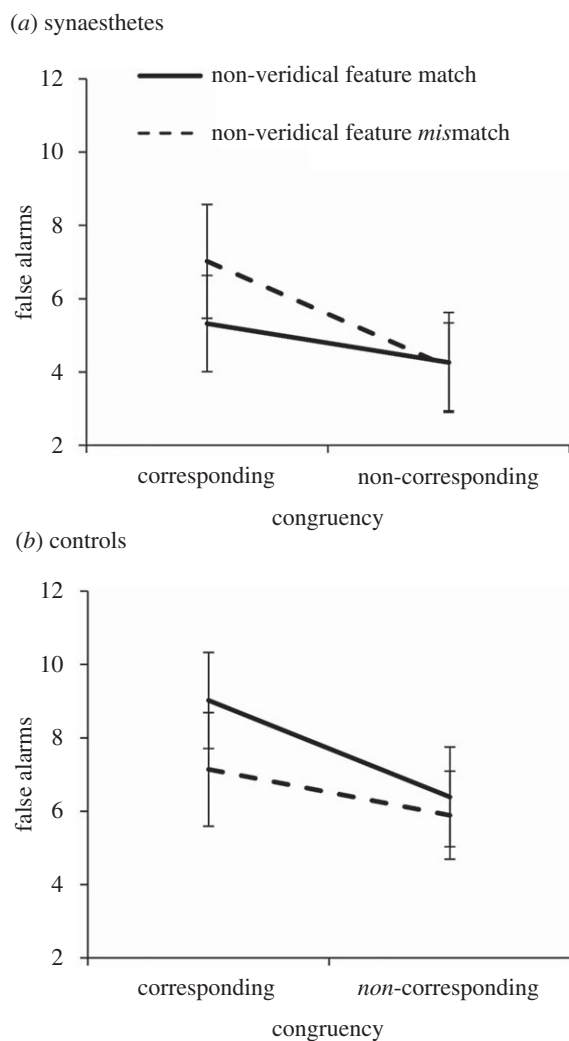 (a) synaesthetes
12
non-veridical feature match
non-veridical feature mismatch
10
8
false alarms
6
4
2
corresponding
non-corresponding
congruency
(b) controls
12
10
8
false alarms
6
4
2
corresponding
non-corresponding
congruency